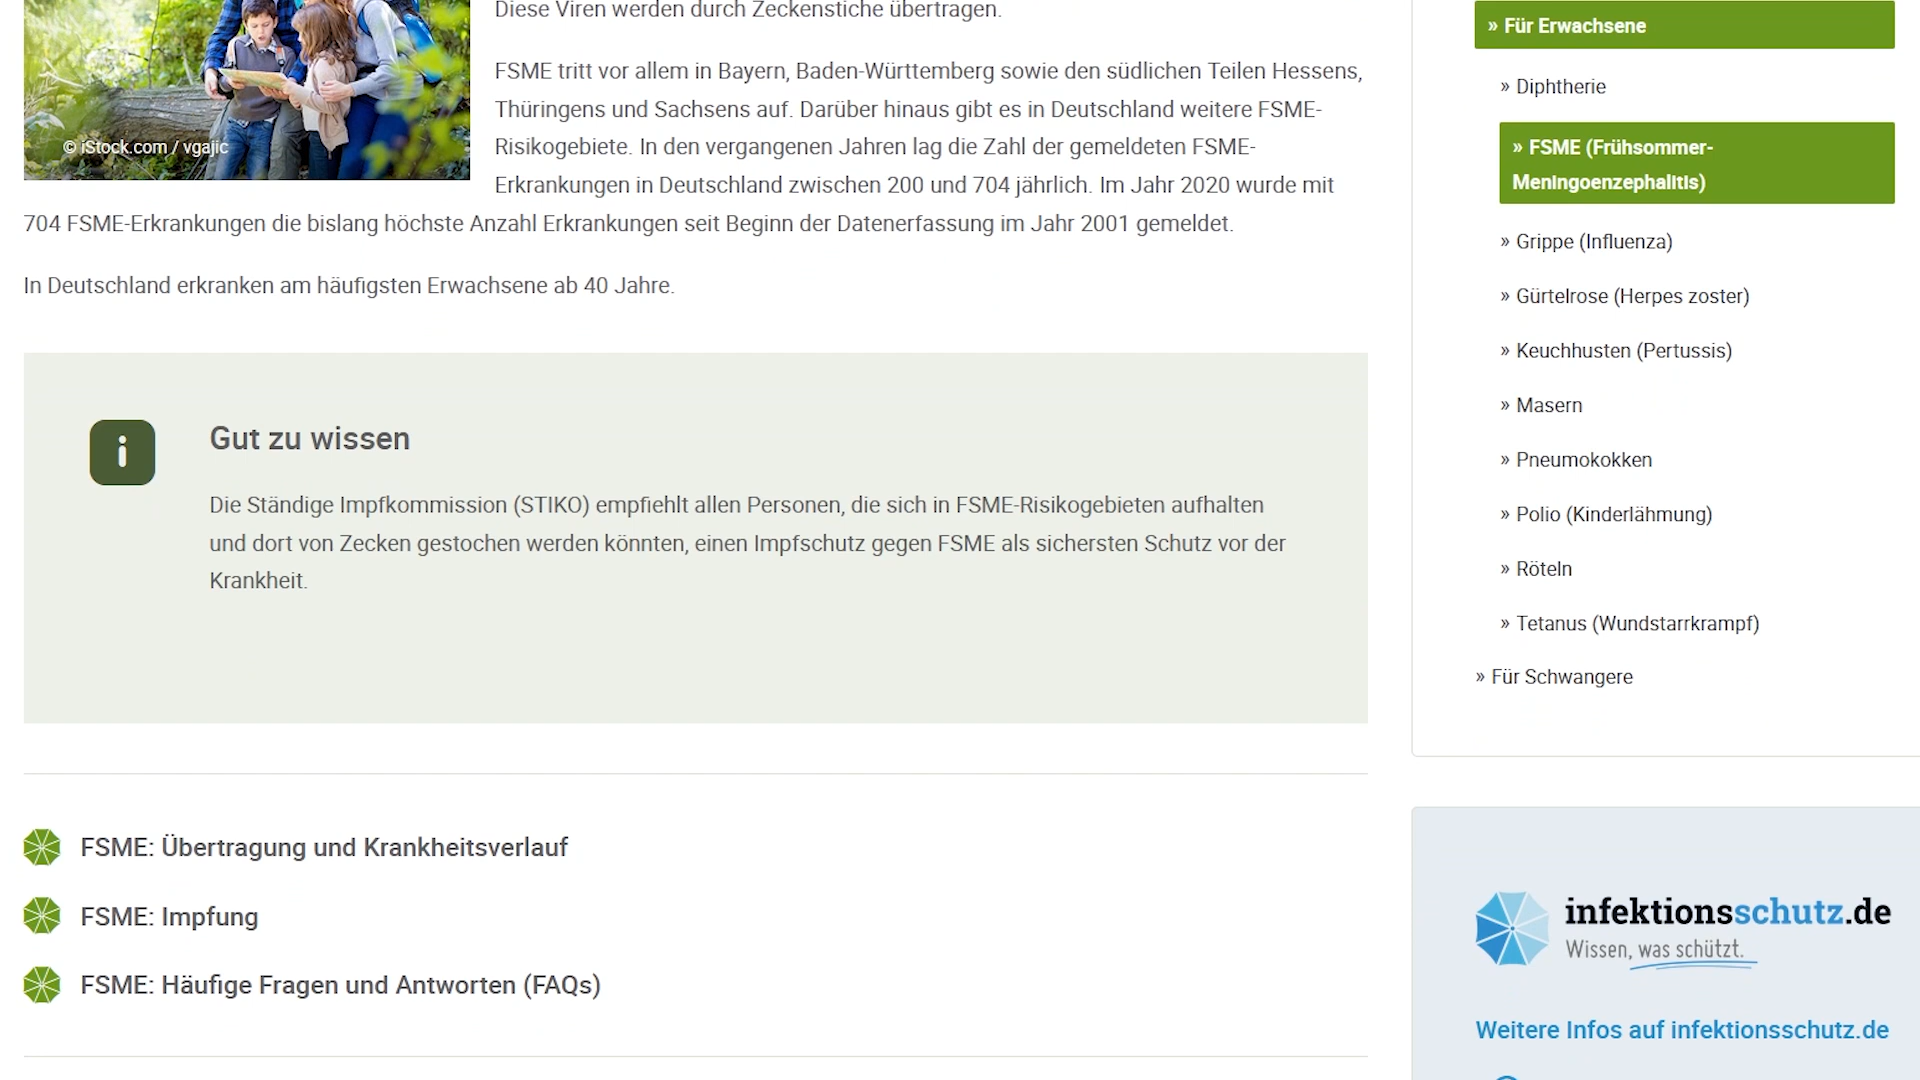 Diese Viren werden durch Zeckenstiche übertragen.
FSME tritt vor allem in Bayern, Baden-Württemberg sowie den südlichen Teilen Hessens,
Thüringens und Sachsens auf. Darüber hinaus gibt es in Deutschland weitere FSME-
Risikogebiete. In den vergangenen Jahren lag die Zahl der gemeldeten FSME-
Erkrankungen in Deutschland zwischen 200 und 704 jährlich. Im Jahr 2020 wurde mit
704 FSME-Erkrankungen die bislang höchste Anzahl Erkrankungen seit Beginn der Datenerfassung im Jahr 2001 gemeldet.
© iStock.com / vgajic
In Deutschland erkranken am häufigsten Erwachsene ab 40 Jahre.
Gut zu wissen
Die Ständige Impfkommission (STIKO) empfiehlt allen Personen, die sich in FSME-Risikogebieten aufhalten
und dort von Zecken gestochen werden könnten, einen Impfschutz gegen FSME als sichersten Schutz vor der
Krankheit.
FSME: Übertragung und Krankheitsverlauf
FSME: Impfung
FSME: Häufige Fragen und Antworten (FAQs)
» Für Erwachsene
» Diphtherie
» FSME (Frühsommer-
Meningoenzephalitis)
» Grippe (Influenza)
» Gürtelrose (Herpes zoster)
» Keuchhusten (Pertussis)
» Masern
» Pneumokokken
» Polio (Kinderlähmung)
» Röteln
» Tetanus (Wundstarrkrampf)
» Für Schwangere
infektionsschutz.de
Wissen, was schützt.
Weitere Infos auf infektionsschutz.de